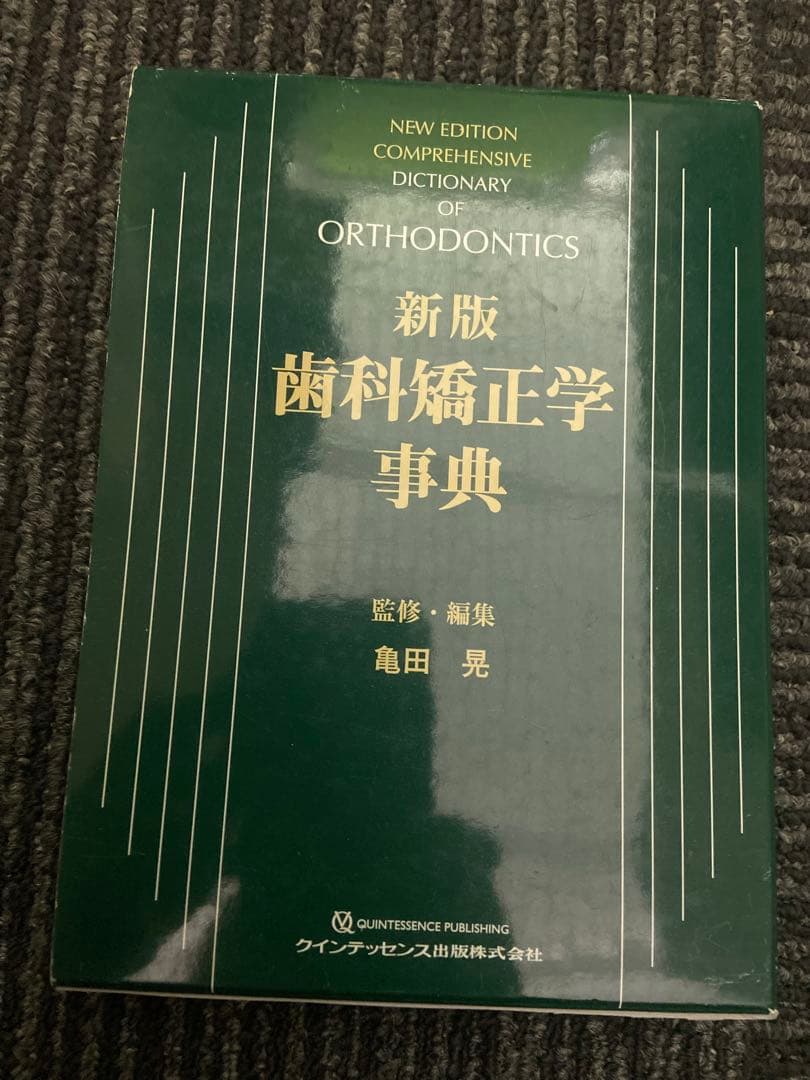 NEW EDITION
COMPREHENSIVE
DICTIONARY
OF
ORTHODONTICS
新版
歯科矯正学
事典
監修・編集
亀田 晃
QUINTESSENCE PUBLISHING
クインテッセンス出版株式会社